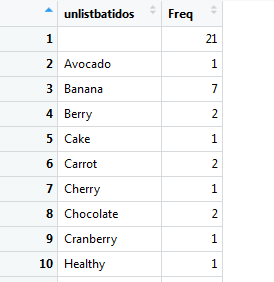 unlistbatidos Freq
1 21
2 Avocado 1
3 Banana 7
4 Berry 2
5 Cake 1
6 Carrot 2
7 Cherry 1
8 Chocolate 2
9 Cranberry 1
10 Healthy 1